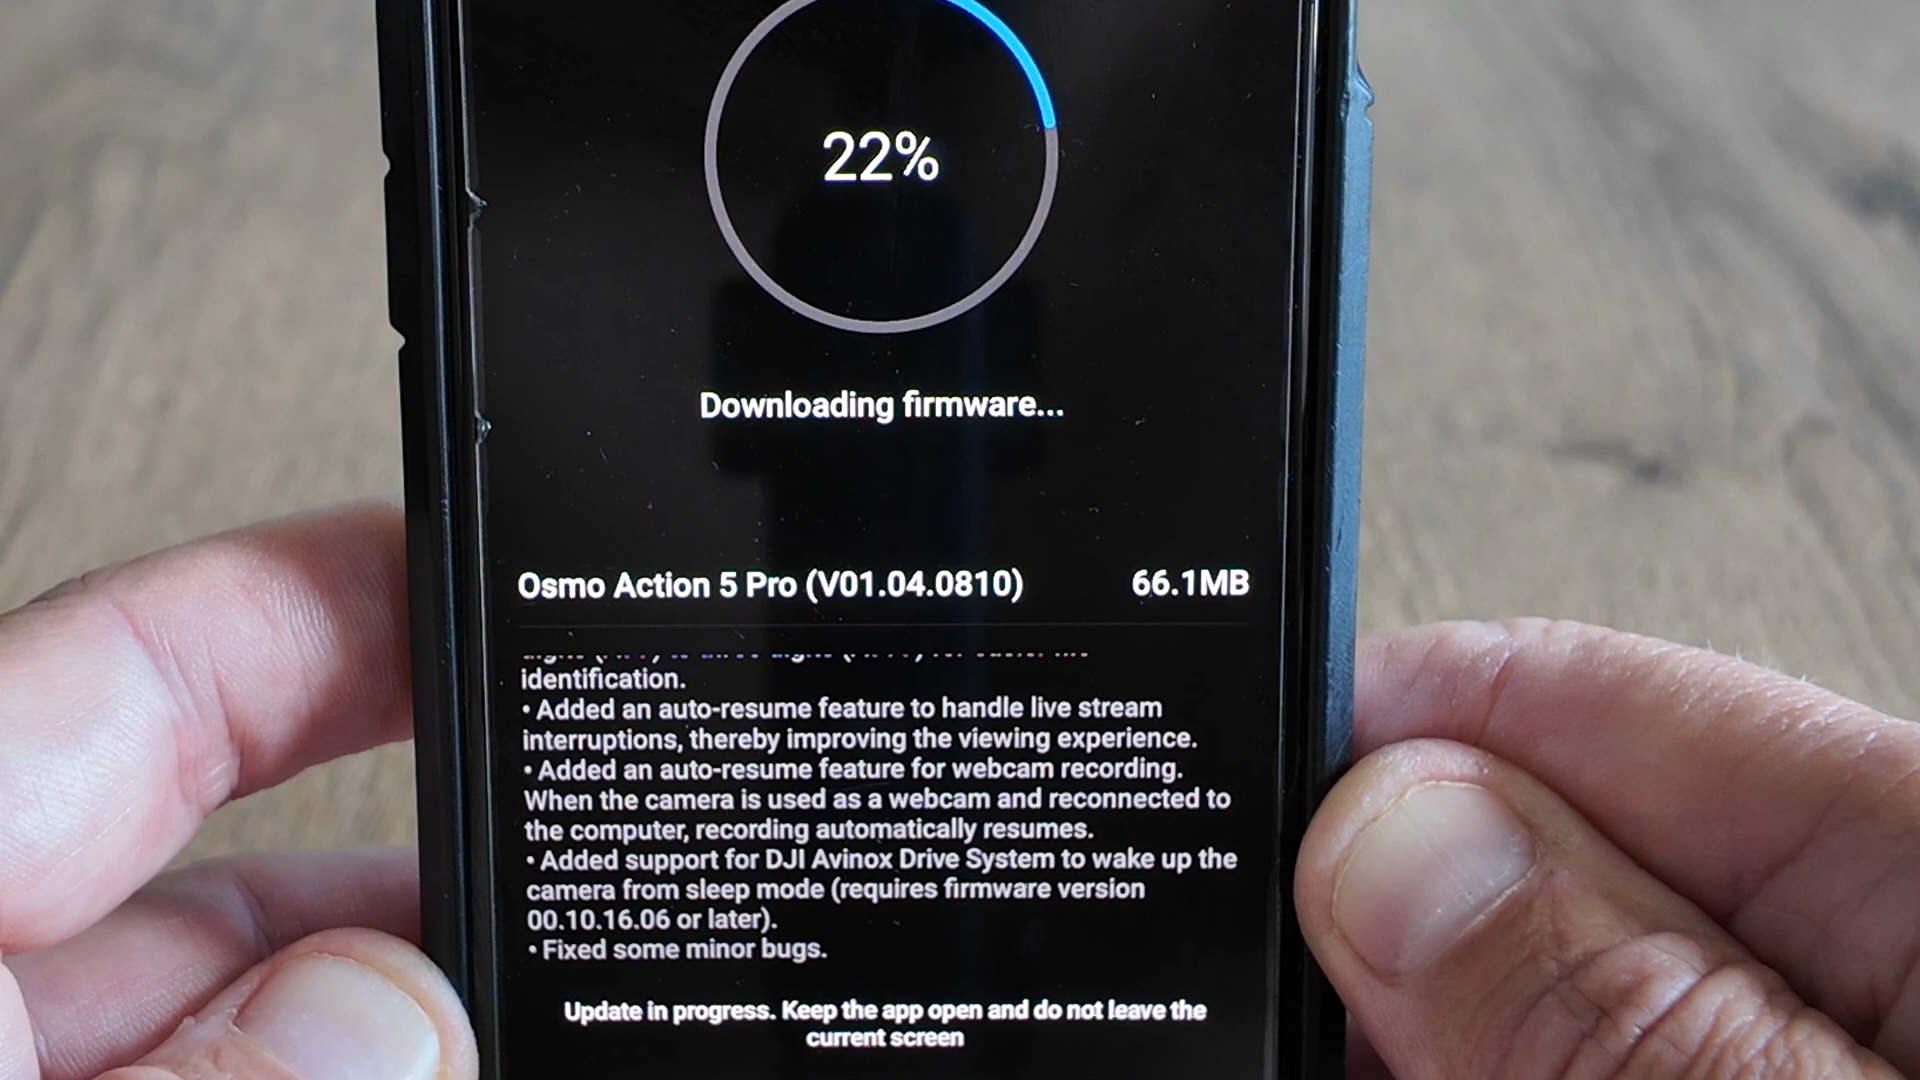 22%
Downloading firmware...
Osmo Action 5 Pro (V01.04.0810) 66.1MB
identification.
• Added an auto-resume feature to handle live stream
interruptions, thereby improving the viewing experience.
• Added an auto-resume feature for webcam recording.
When the camera is used as a webcam and reconnected to
the computer, recording automatically resumes.
• Added support for DJI Avinox Drive System to wake up the
camera from sleep mode (requires firmware version
00.10.16.06 or later).
• Fixed some minor bugs.
Update in progress. Keep the app open and do not leave the
current screen